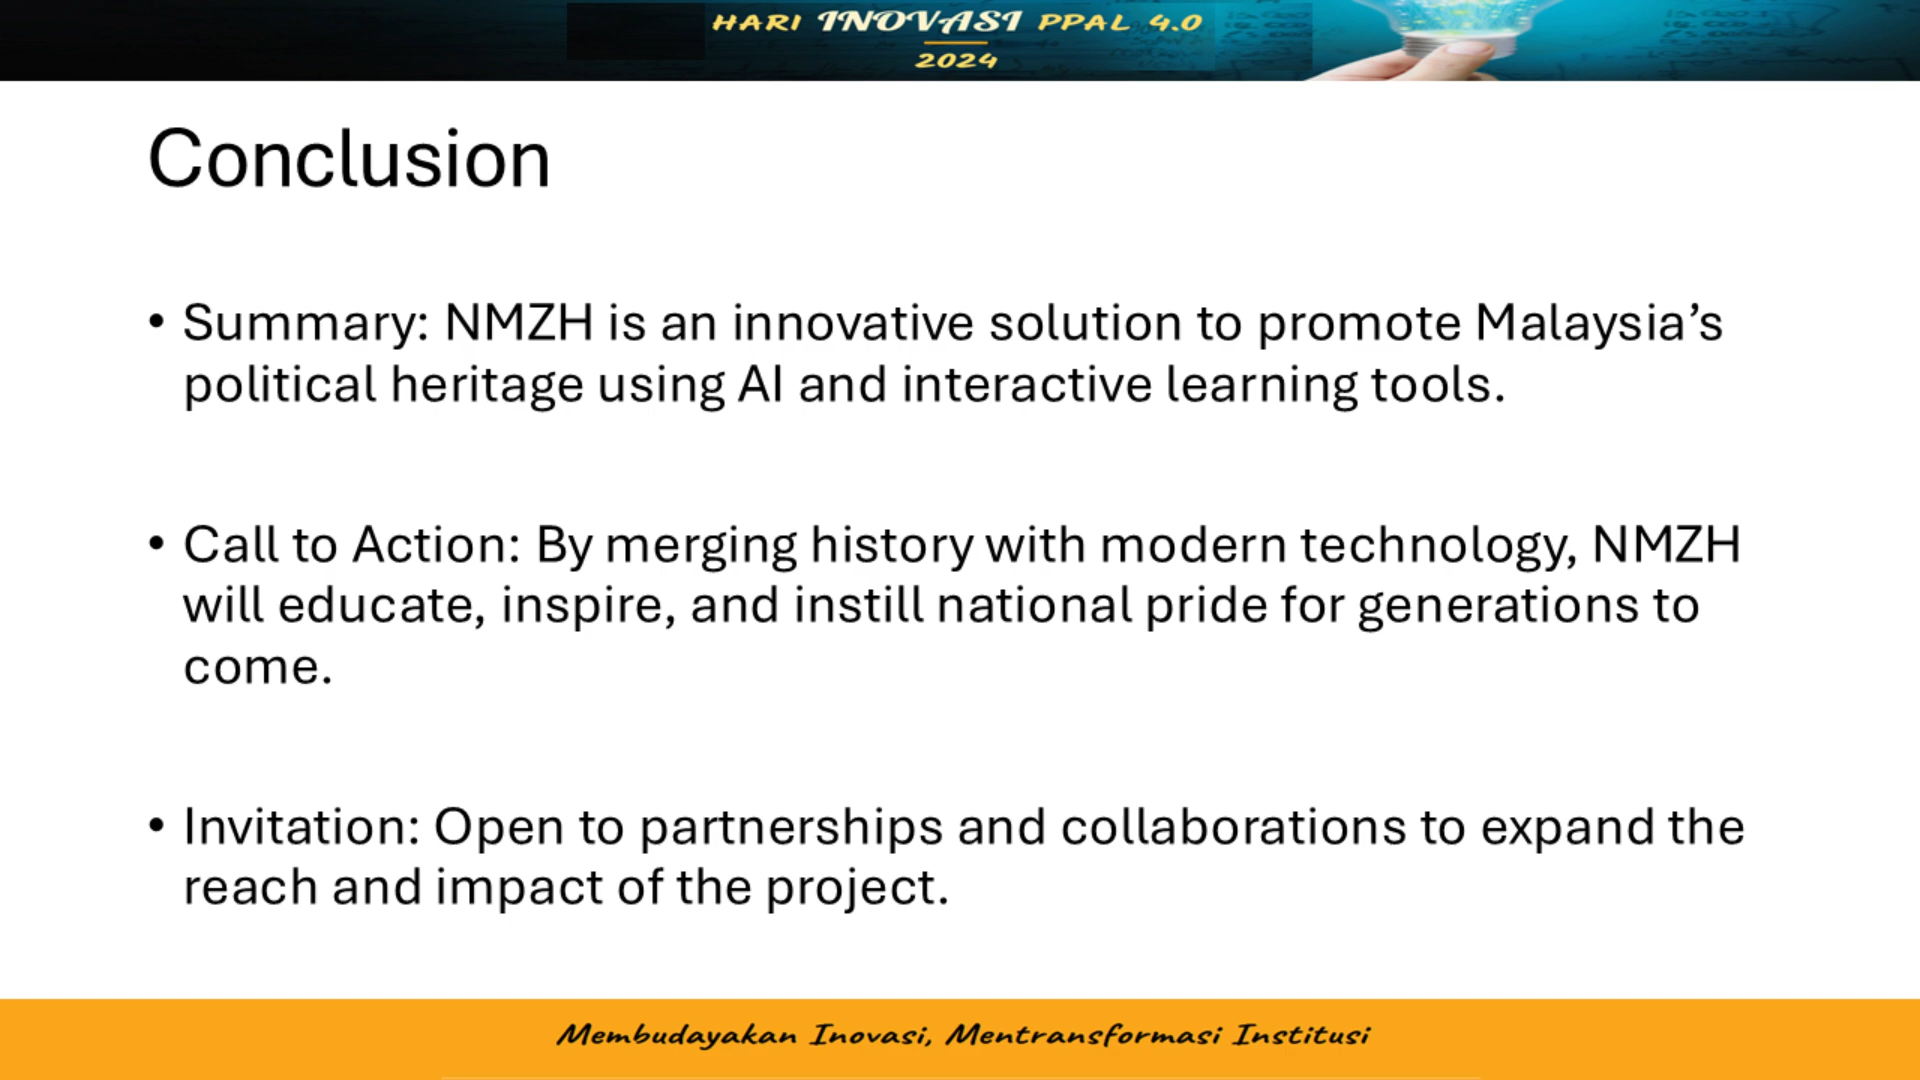 HARI INOVASI PPAL 4.0
2024
Conclusion
• Summary: NMZH is an innovative solution to promote Malaysia’s
political heritage using AI and interactive learning tools.
• Call to Action: By merging history with modern technology, NMZH
will educate, inspire, and instill national pride for generations to
come.
• Invitation: Open to partnerships and collaborations to expand the
reach and impact of the project.
Membudayakan Inovasi, Mentransformasi Institusi